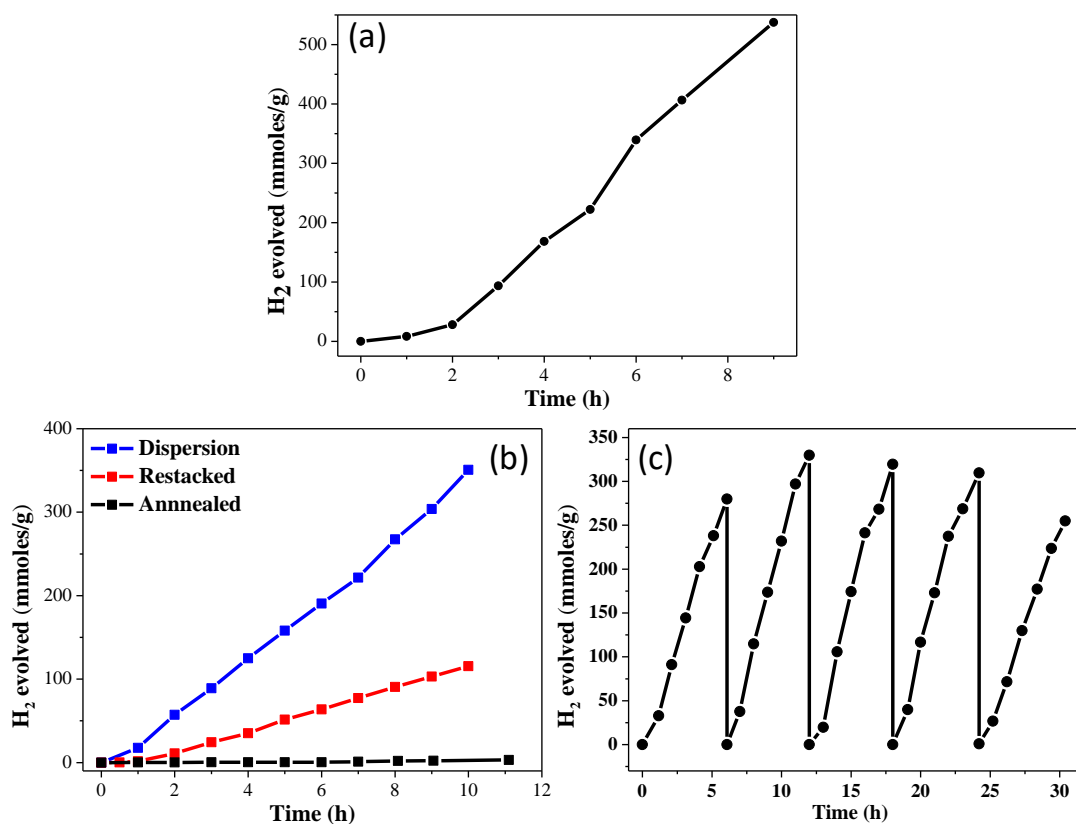 (a)
500
400
300
200
100
0
H2 evolved (mmoles/g)
0 2 4 6 8
Time (h)
(b)
Dispersion
Restacked
Annnealed
400
300
200
100
0
H2 evolved (mmoles/g)
0 2 4 6 8 10 12
Time (h)
(c)
350
300
250
200
150
100
50
0
H2 evolved (mmoles/g)
0 5 10 15 20 25 30
Time (h)